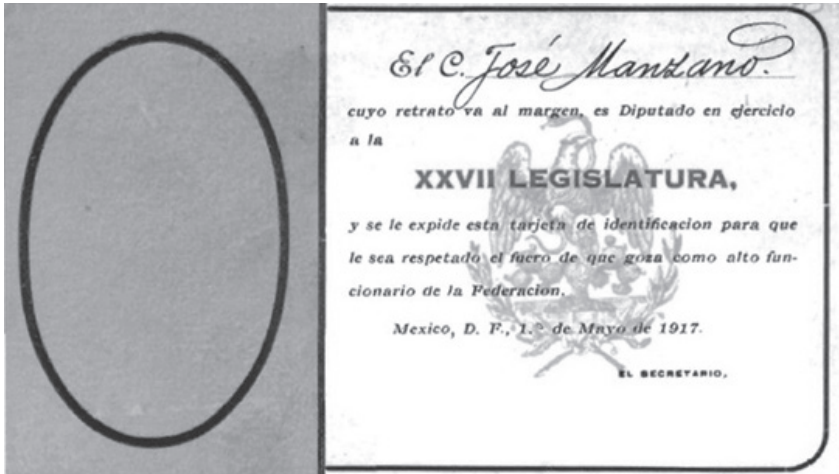 El C. José Manzano.
cuyo retrato va al margen, es Diputado en ejercicio
a la
XXVII LEGISLATURA,
y se le expide esta tarjeta de identificacion para que
le sea respetado el fuero de que goza como alto fun-
cionario de la Federacion.
Mexico, D. F., 1.º de Mayo de 1917.
EL SECRETARIO,